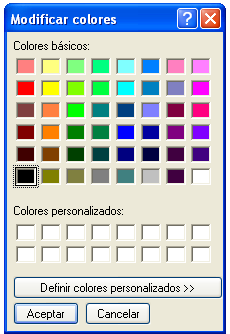 Modificar colores
Colores básicos:
Colores personalizados:
Definir colores personalizados >>
Aceptar
Cancelar